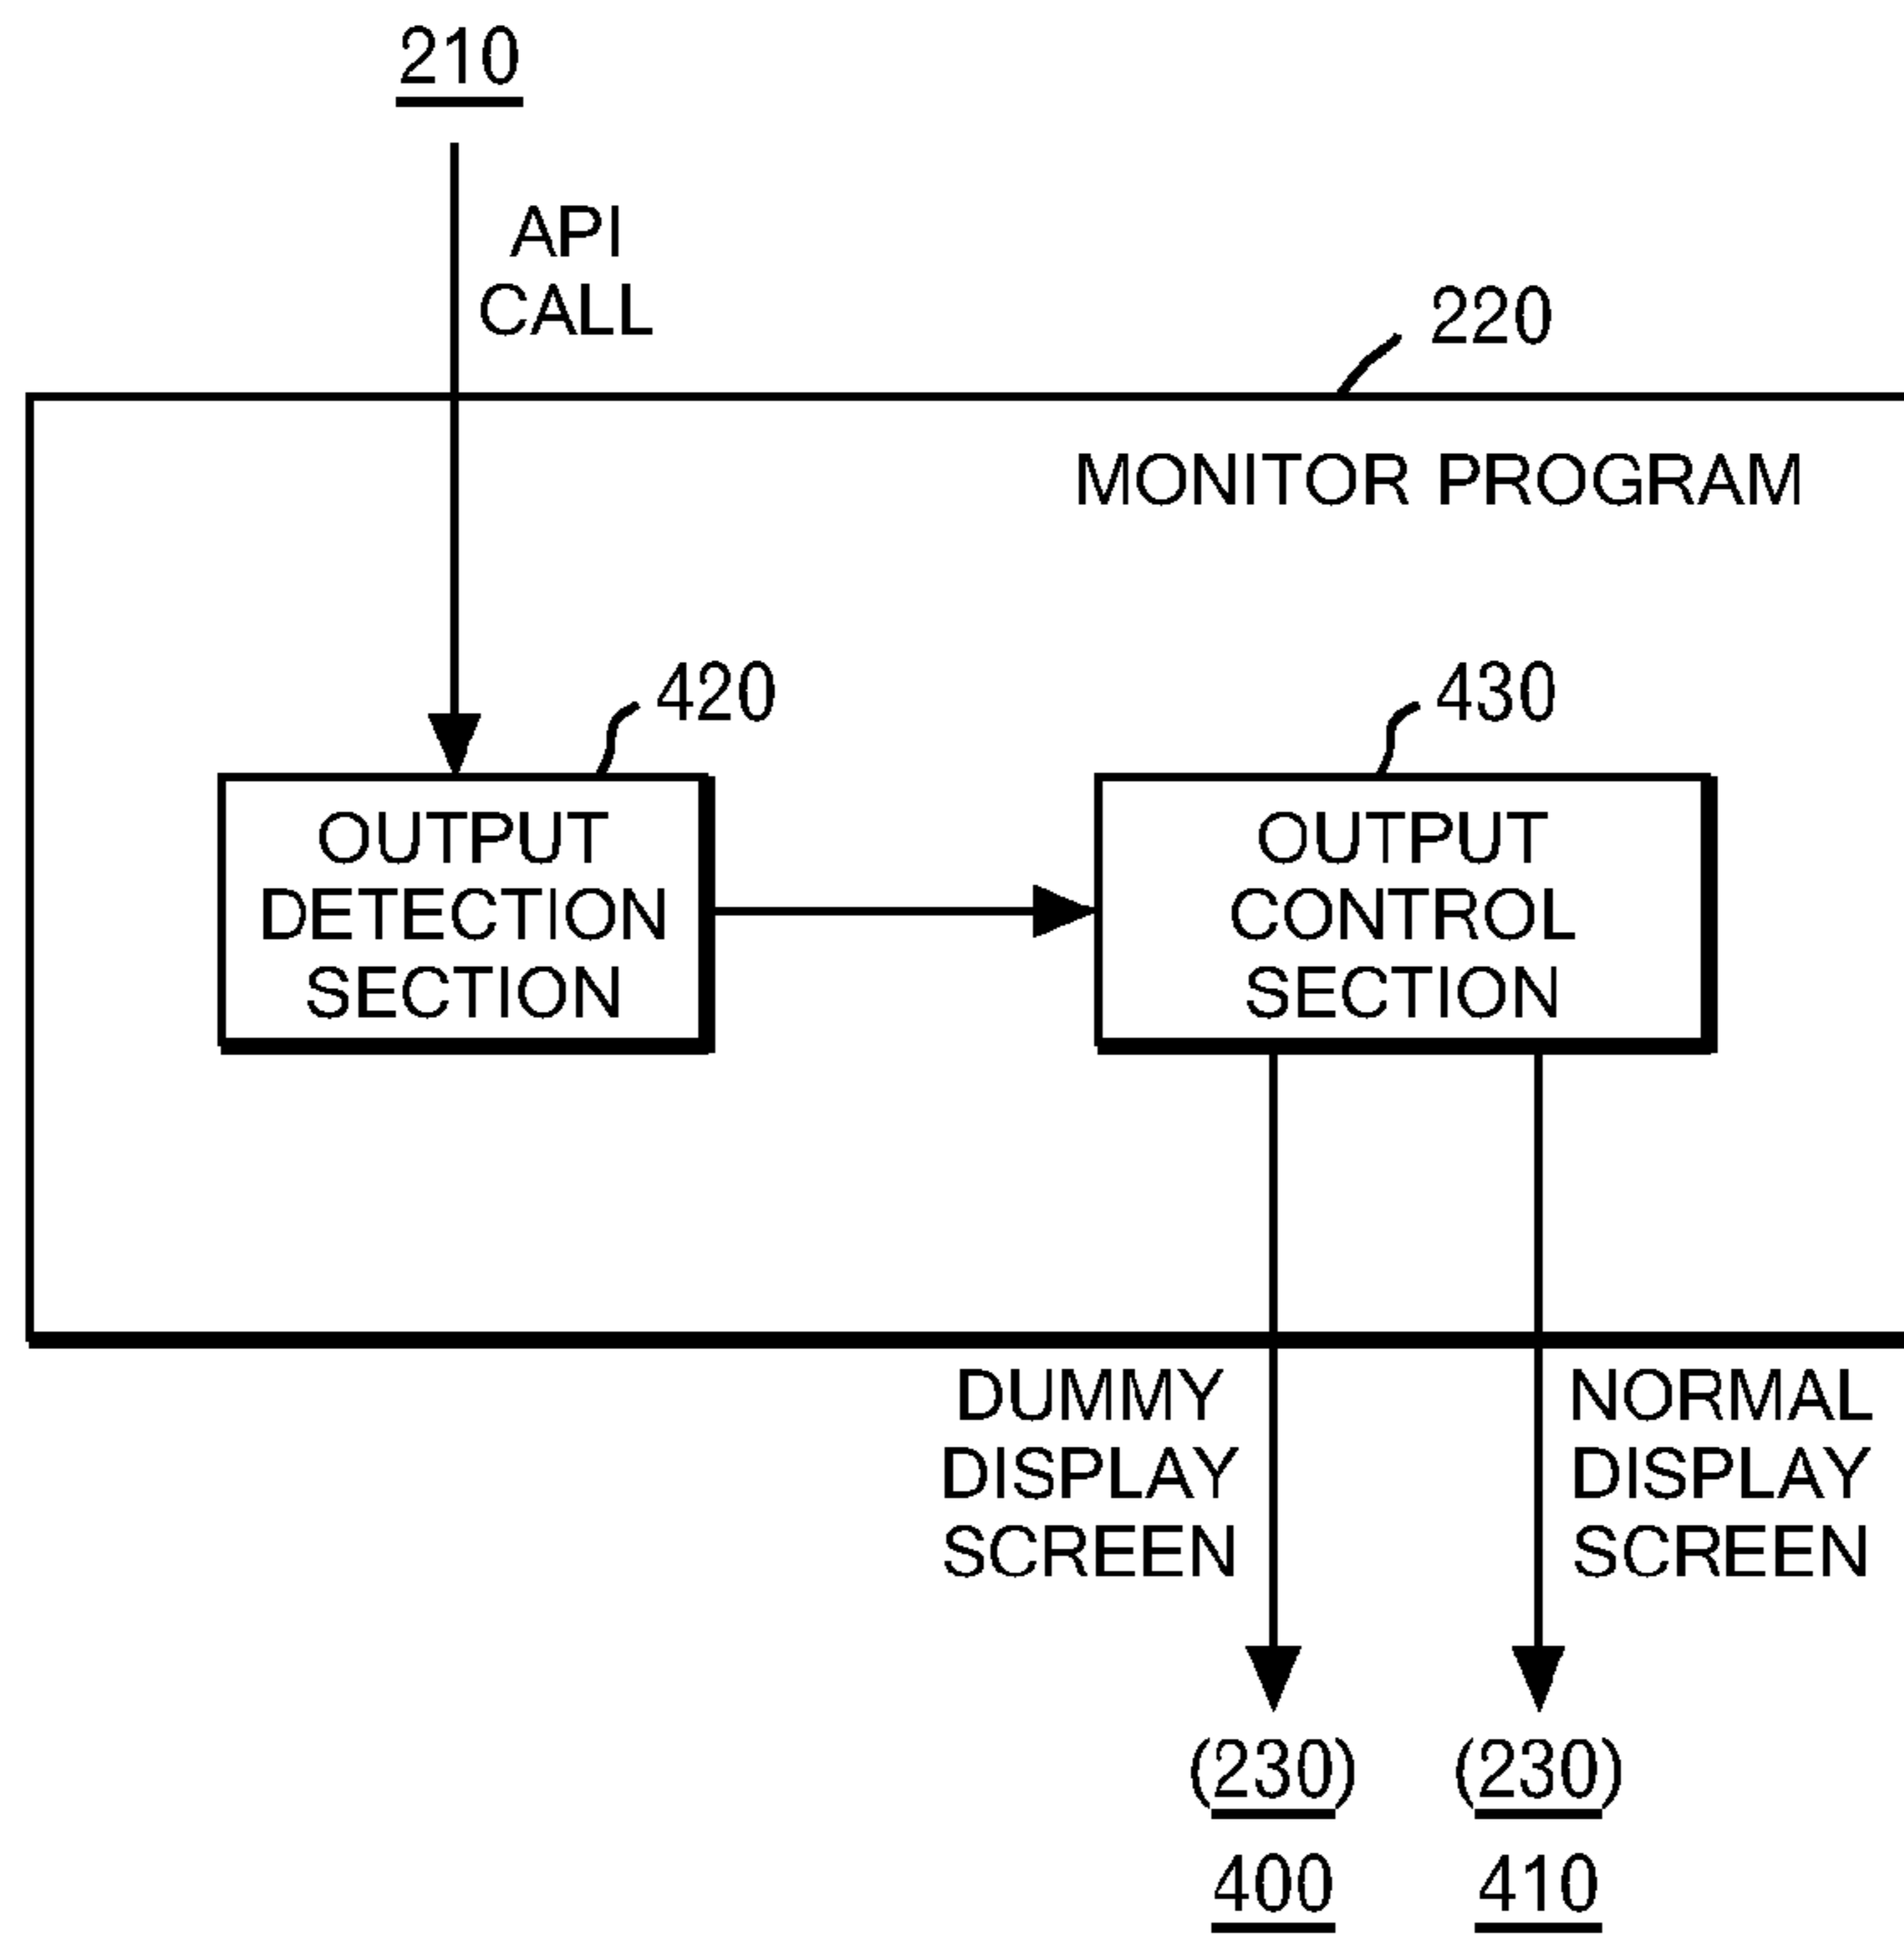 210
API
CALL
220
MONITOR PROGRAM
420
430
OUTPUT
DETECTION
SECTION
OUTPUT
CONTROL
SECTION
DUMMY
DISPLAY
SCREEN
NORMAL
DISPLAY
SCREEN
(230)
400
(230)
410